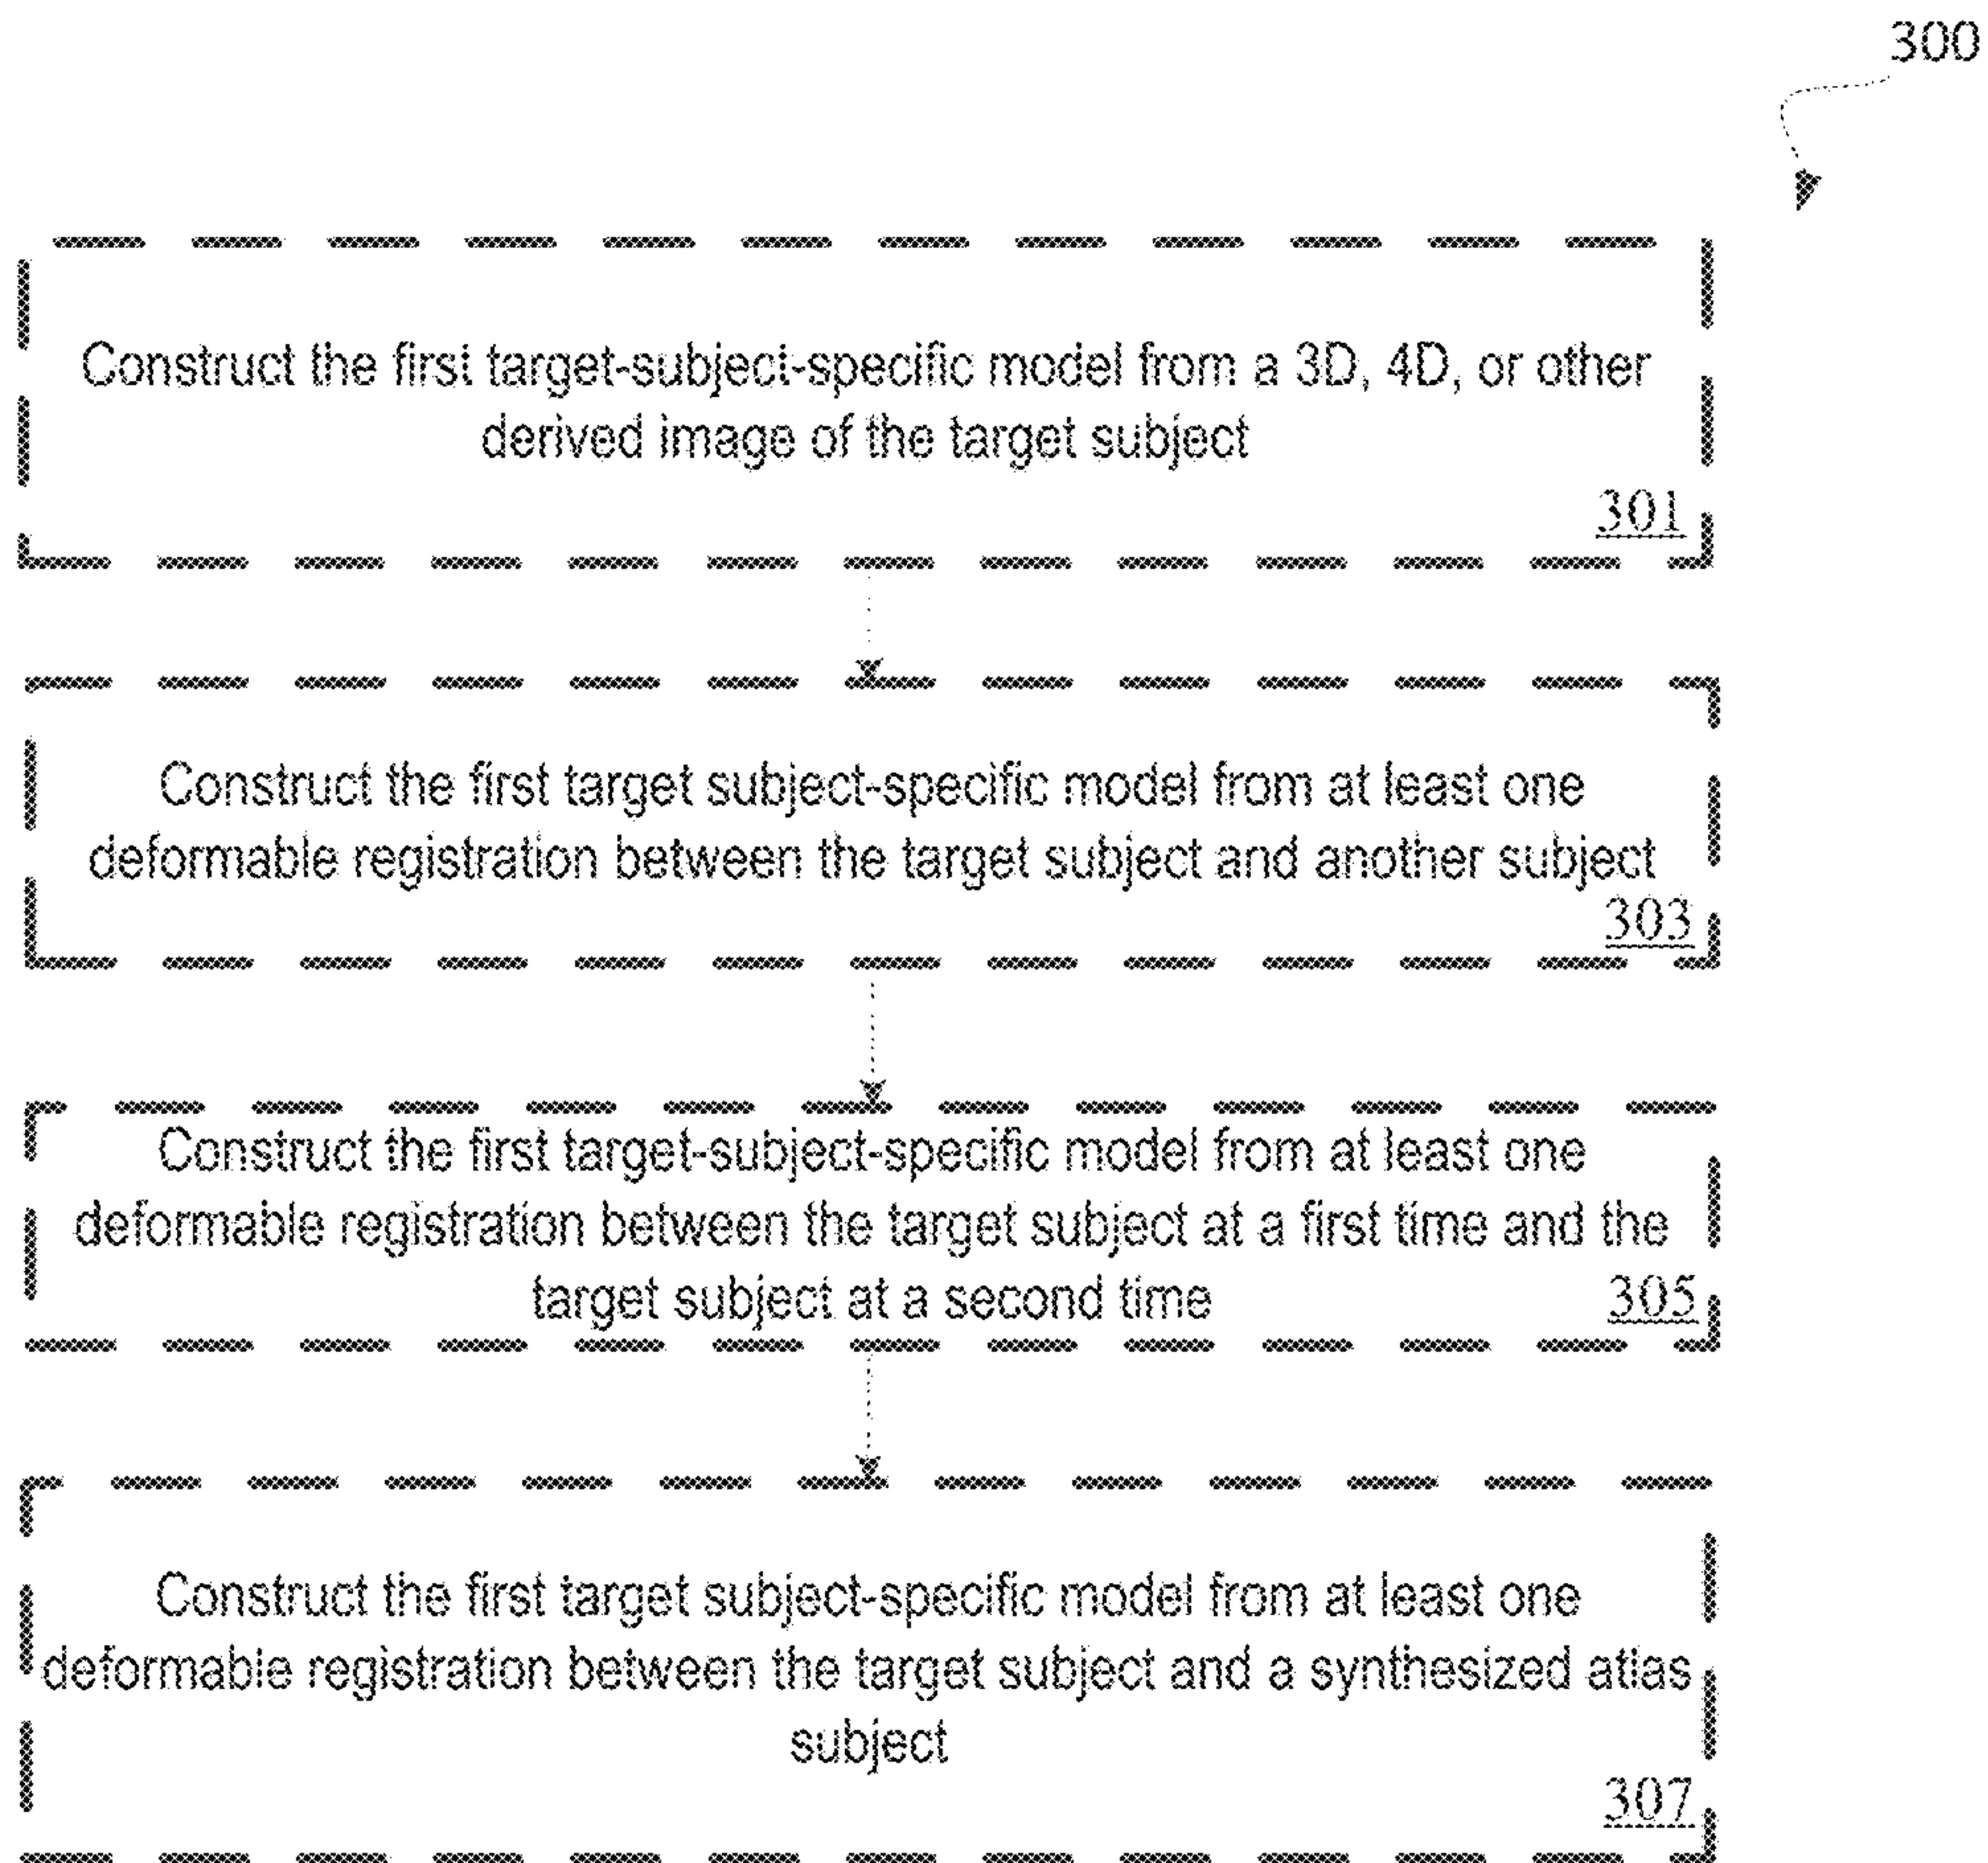 300
Construct the first target-subject-specific model from a 3D, 4D, or other
derived image of the target subject
301
Construct the first target subject-specific model from at least one
deformable registration between the target subject and another subject
303
Construct the first target-subject-specific model from at least one
deformable registration between the target subject at a first time and the
target subject at a second time
305
Construct the first target subject-specific model from at least one
deformable registration between the target subject and a synthesized atlas
subject
307